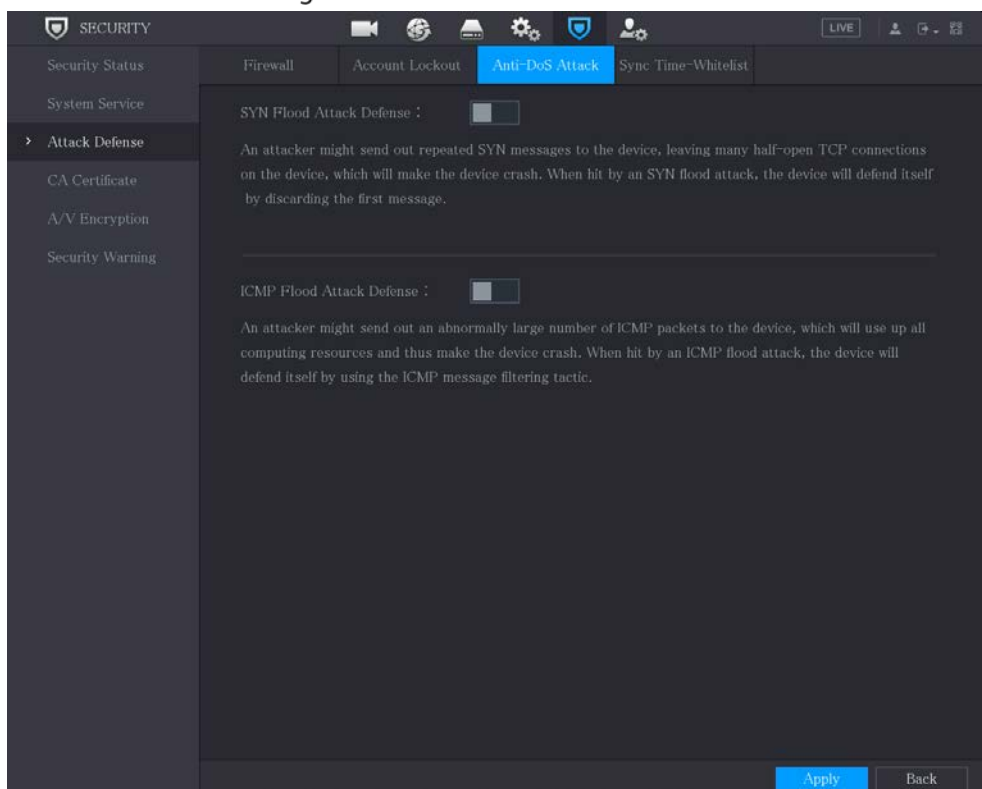 SECURITY
LIVE
Security Status
System Service
Attack Defense
CA Certificate
A/V Encryption
Security Warning
Firewall Account Lockout Anti-DoS Attack Sync Time-Whitelist
SYN Flood Attack Defense :
An attacker might send out repeated SYN messages to the device, leaving many half-open TCP connections
on the device, which will make the device crash. When hit by an SYN flood attack, the device will defend itself
by discarding the first message.
ICMP Flood Attack Defense :
An attacker might send out an abnormally large number of ICMP packets to the device, which will use up all
computing resources and thus make the device crash. When hit by an ICMP flood attack, the device will
defend itself by using the ICMP message filtering tactic.
Apply Back